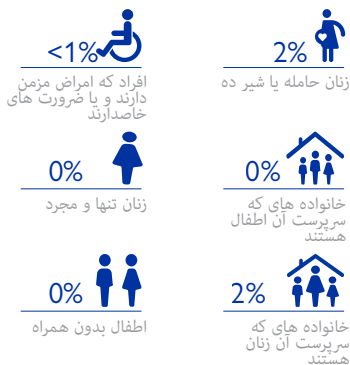 2%
زنان حامله یا شیر ده
<1%
افراد که امراض مزمن
دارند و یا ضرورت های
خاصدارند
0%
خانواده های که
سرپرست آن اطفال
هستند
0%
زنان تنها و مجرد
2%
خانواده های که
سرپرست آن زنان
هستند
0%
اطفال بدون همراه